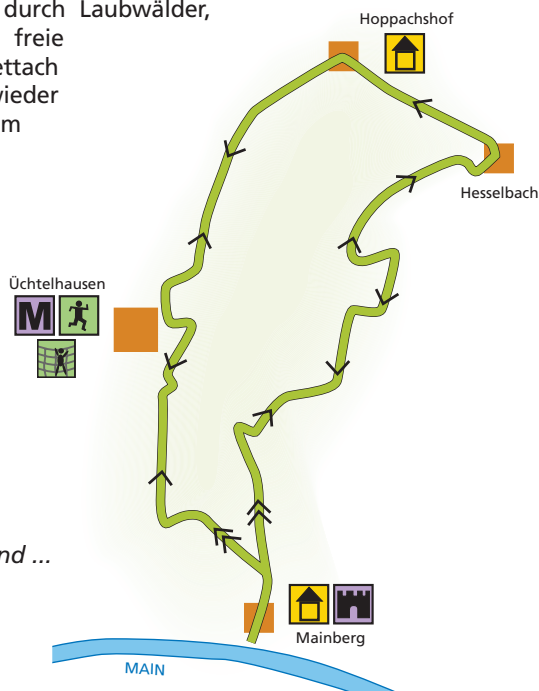 durch Laubwälder,
freie
ettach
wieder
m
Hoppachshof
Hesselbach
Üchtelhausen
M
nd ...
Mainberg
MAIN